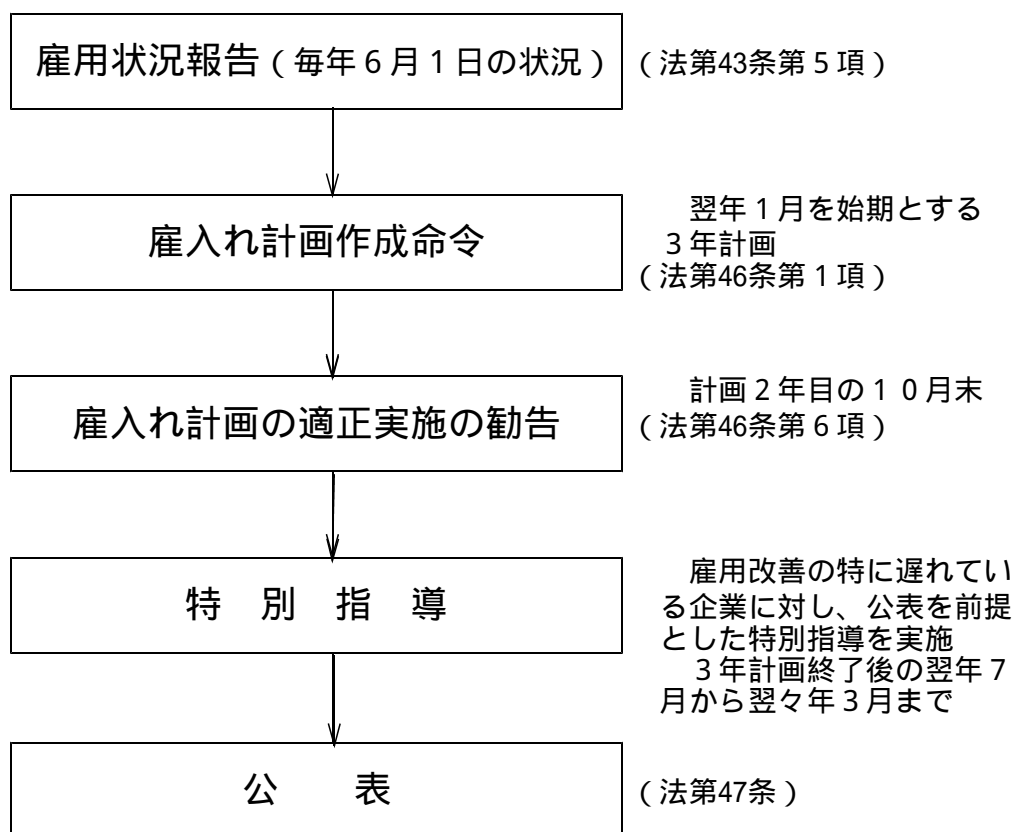 雇用状況報告（毎年６月１日の状況）
（法第43条第５項）
雇入れ計画作成命令
翌年１月を始期とする
３年計画
（法第46条第１項）
雇入れ計画の適正実施の勧告
計画２年目の１０月末
（法第46条第６項）
特　別　指　導
雇用改善の特に遅れてい
る企業に対し、公表を前提
とした特別指導を実施
３年計画終了後の翌年７
月から翌々年３月まで
公　　表
（法第47条）